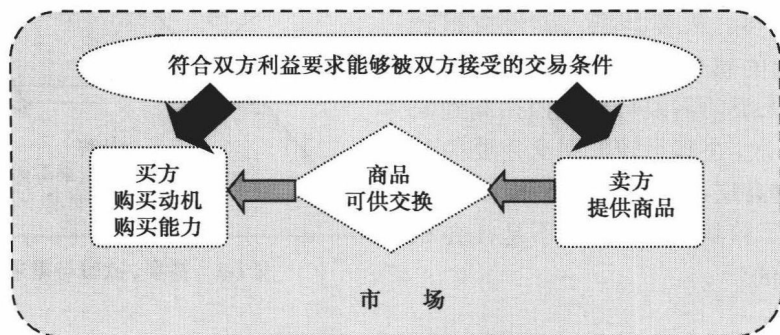 符合双方利益要求能够被双方接受的交易条件
买方
购买动机
购买能力
商品
可供交换
卖方
提供商品
市 场